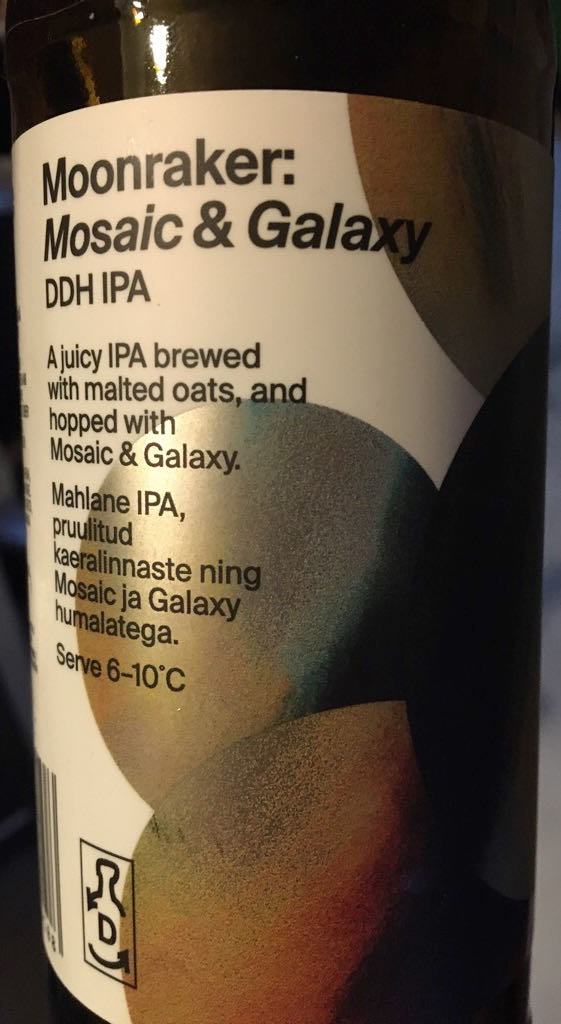 Moonraker:
Mosaic & Galaxy
DDH IPA
A juicy IPA brewed
with malted oats, and
hopped with
Mosaic & Galaxy.
Mahlane IPA,
pruulitud
kaeralinnaste ning
Mosaic ja Galaxy
humalatega.
Serve 6–10°C
D